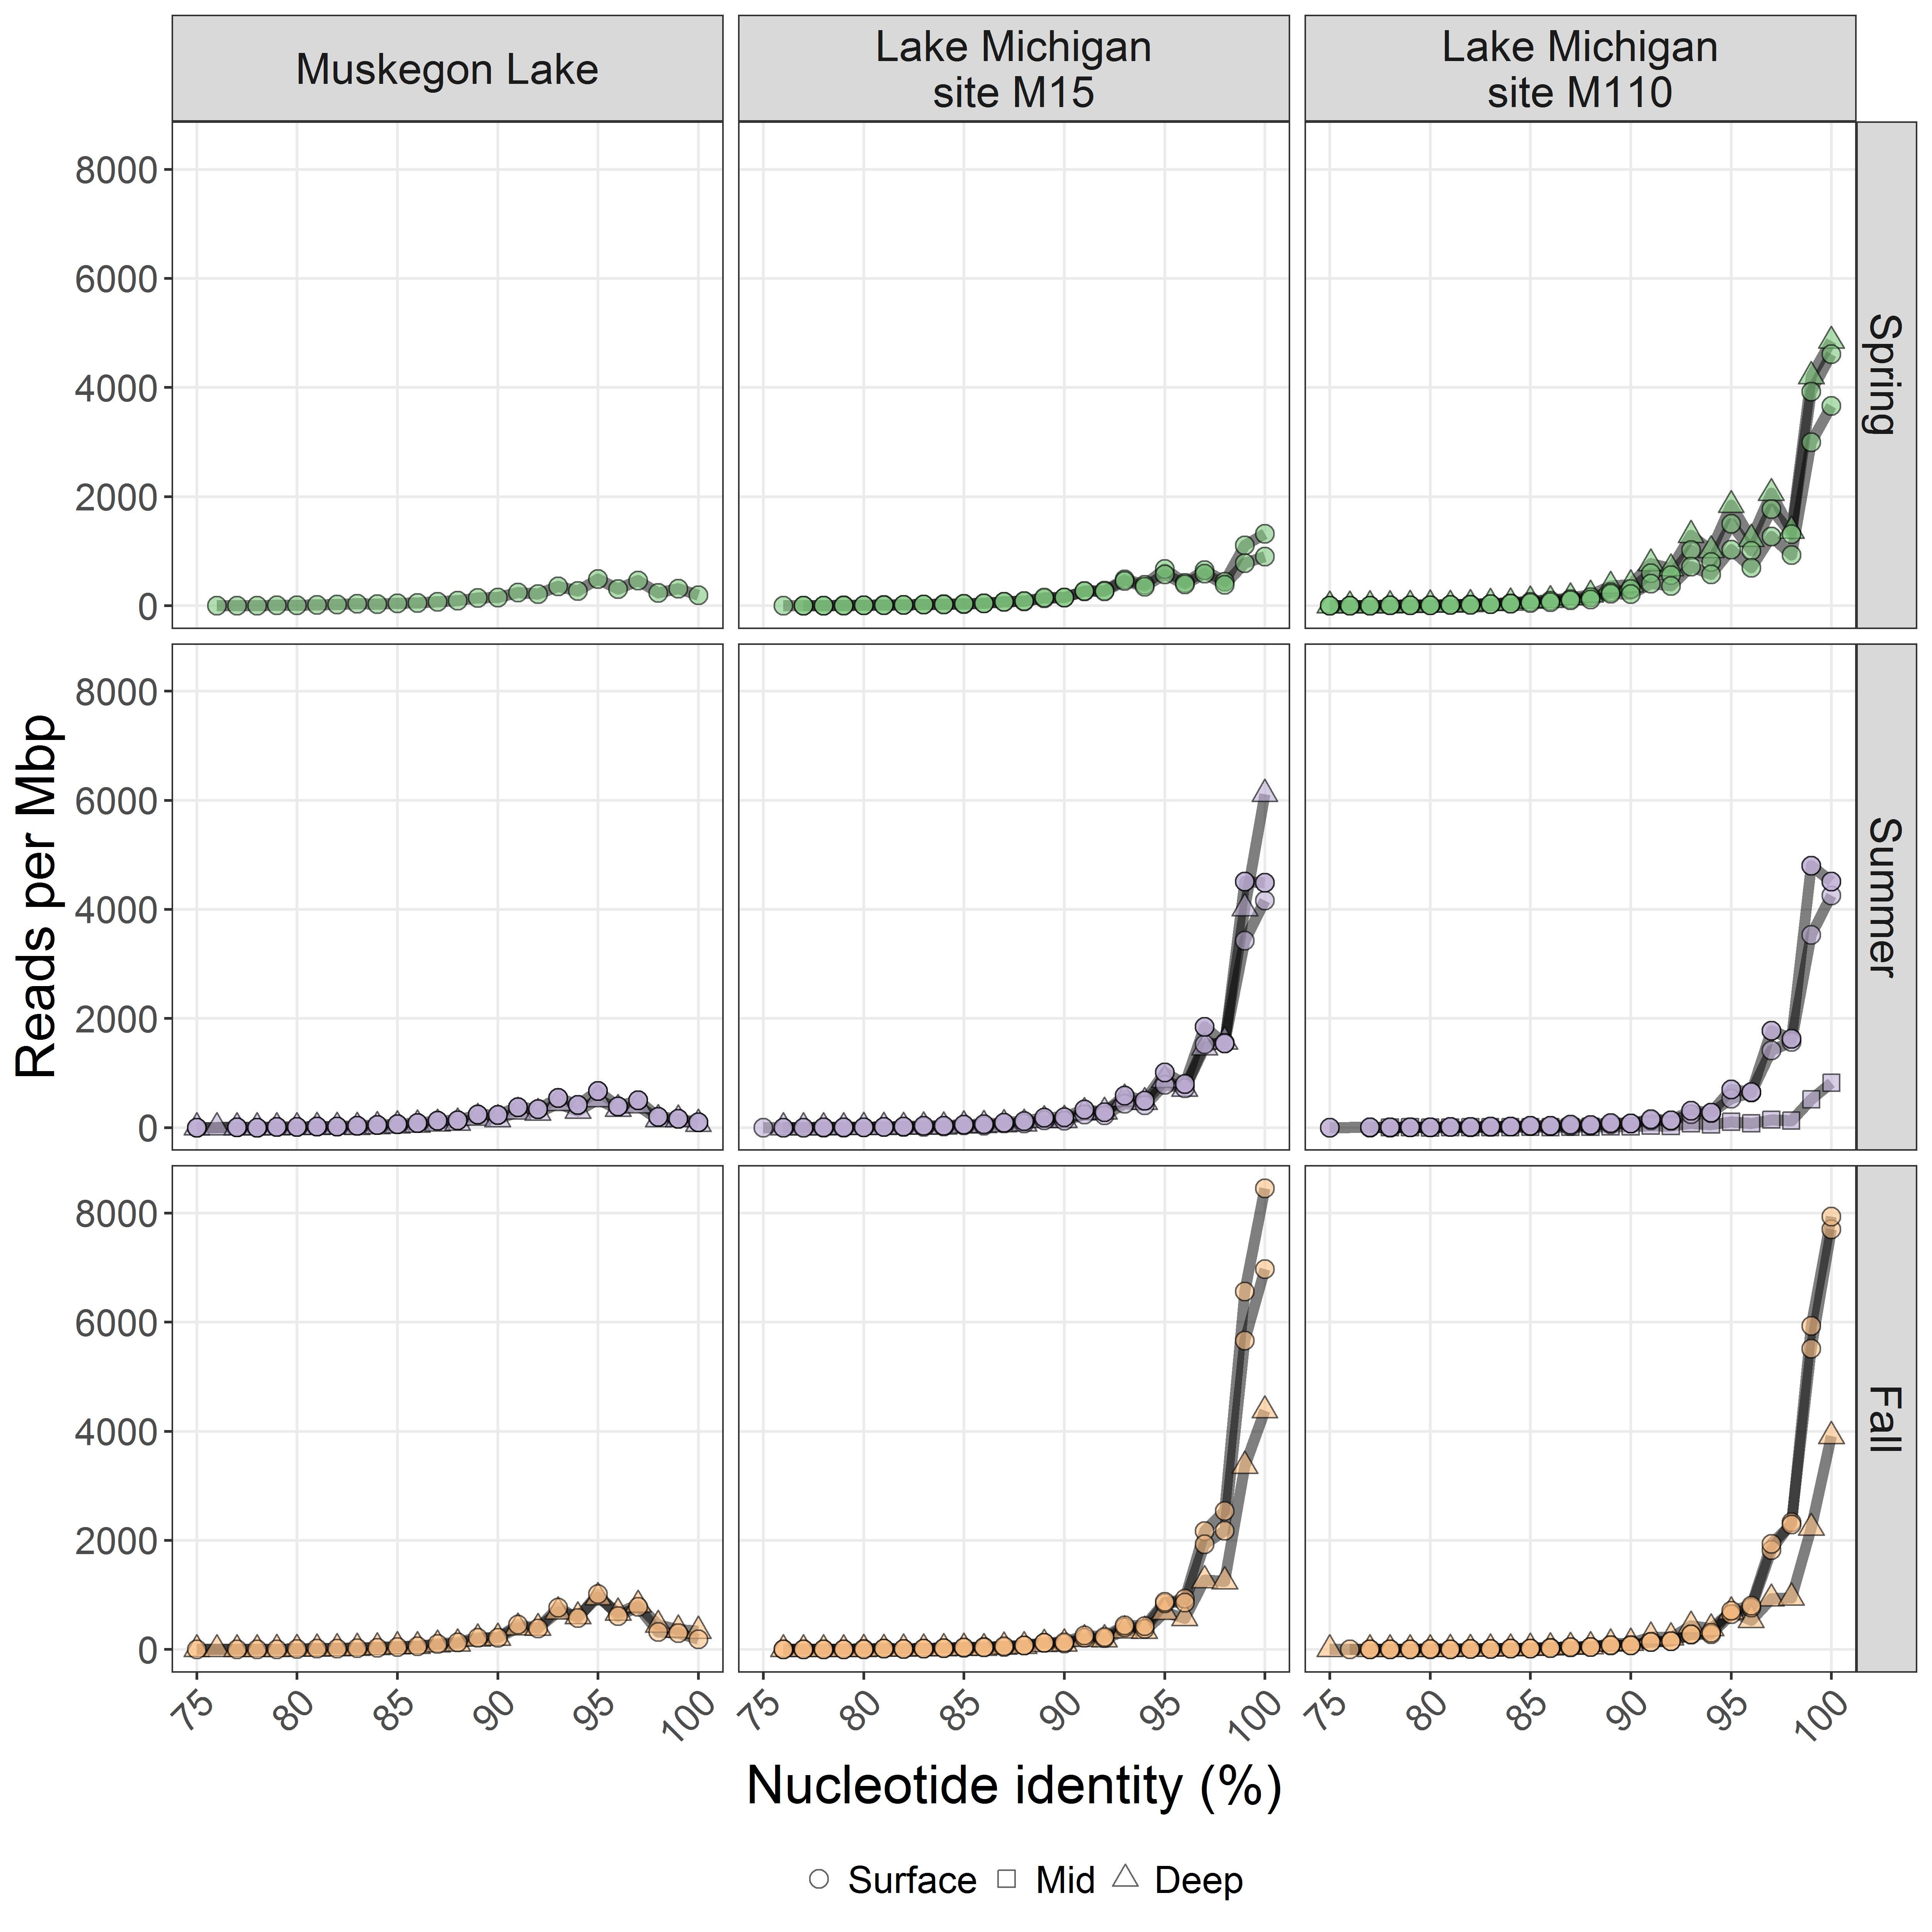 Muskegon Lake
Lake Michigan
site M15
Lake Michigan
site M110
8000
6000
4000
2000
0
Spring
8000
6000
4000
2000
0
Summer
8000
6000
4000
2000
0
Fall
Reads per Mbp
75 80 85 90 95 100
75 80 85 90 95 100
75 80 85 90 95 100
Nucleotide identity (%)
Surface Mid Deep